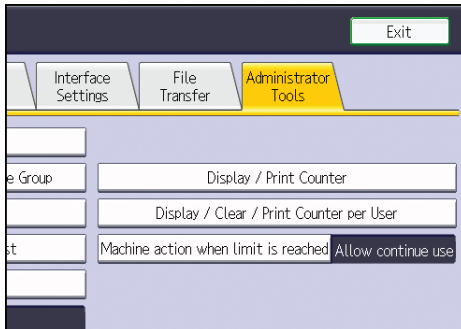 Exit
Interface
Settings
File
Transfer
Administrator
Tools
e Group
Display / Print Counter
Display / Clear / Print Counter per User
st
Machine action when limit is reached Allow continue use